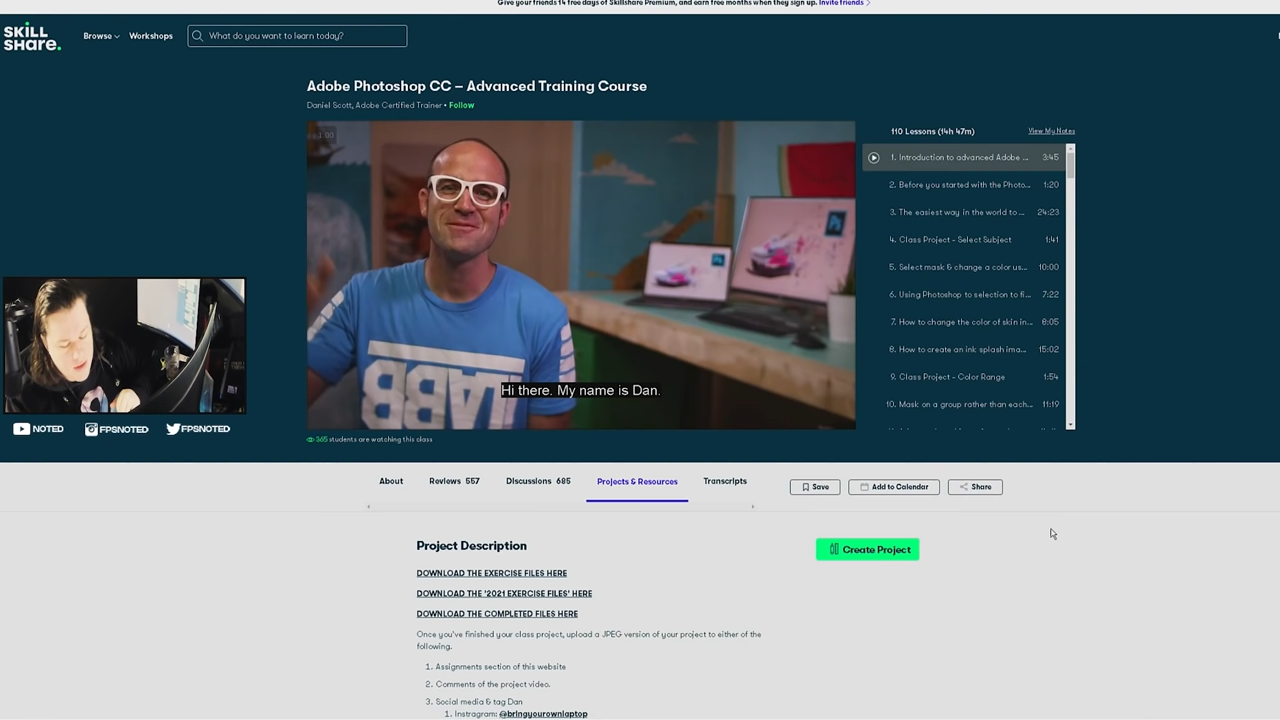 Give your friends 14 free days of Skillshare Premium, and earn free months when they sign up. Invite friends >
SKILL
SHare.
Browse
Workshops
What do you want to learn today?
Adobe Photoshop CC – Advanced Training Course
Daniel Scott, Adobe Certified Trainer • Follow
1.00
110 Lessons (14h 47m)
View My Notes
1. Introduction to advanced Adobe ... 3:45
2. Before you started with the Photo... 1:20
3. The easiest way in the world to ... 24:23
4. Class Project - Select Subject 1:41
5. Select mask & change a color us... 10:00
6. Using Photoshop to selection to fi... 7:22
7. How to change the color of skin in... 8:05
8. How to create an ink splash ima... 15:02
9. Class Project - Color Range 1:54
10. Mask on a group rather than each... 11:19
Hi there. My name is Dan.
NOTED
FPSNOTED
FPSNOTED
365 students are watching this class
About
Reviews 557
Discussions 685
Projects & Resources
Transcripts
Save
Add to Calendar
Share
Project Description
Create Project
DOWNLOAD THE EXERCISE FILES HERE
DOWNLOAD THE '2021 EXERCISE FILES' HERE
DOWNLOAD THE COMPLETED FILES HERE
Once you've finished your class project, upload a JPEG version of your project to either of the
following.
1. Assignments section of this website
2. Comments of the project video.
3. Social media & tag Dan
1. Instragram: @bringyourownlaptop